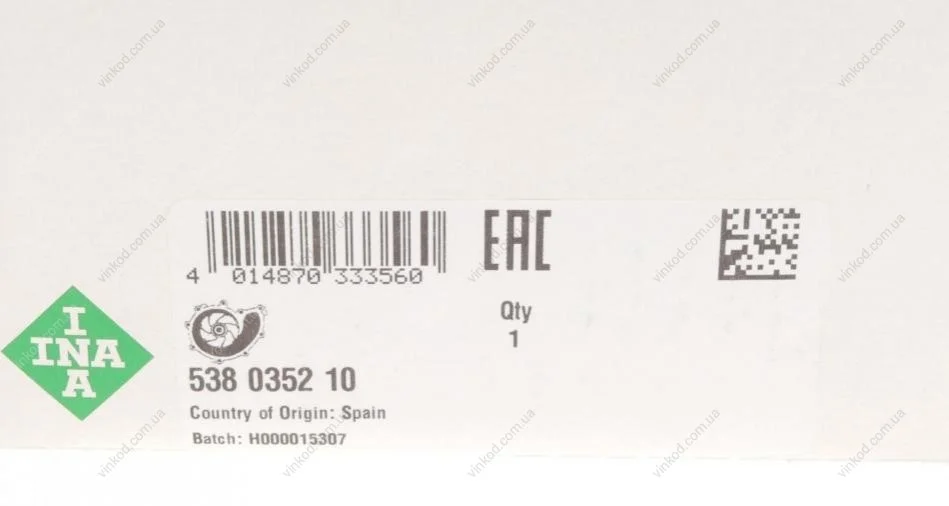 4 014870 333560
EAC
Qty
1
I
INA
A
538 0352 10
Country of Origin: Spain
Batch: H000015307
vinkod.com.ua